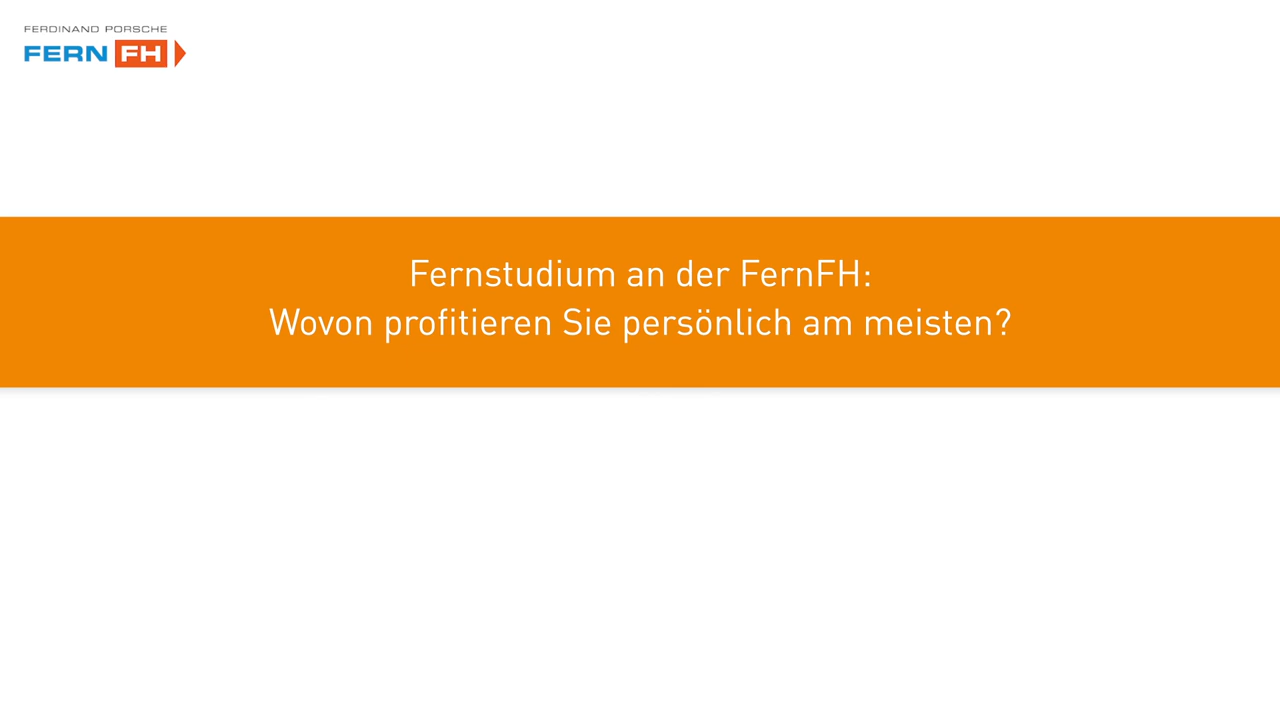 FERDINAND PORSCHE
FERN FH
Fernstudium an der FernFH:
Wovon profitieren Sie persönlich am meisten?